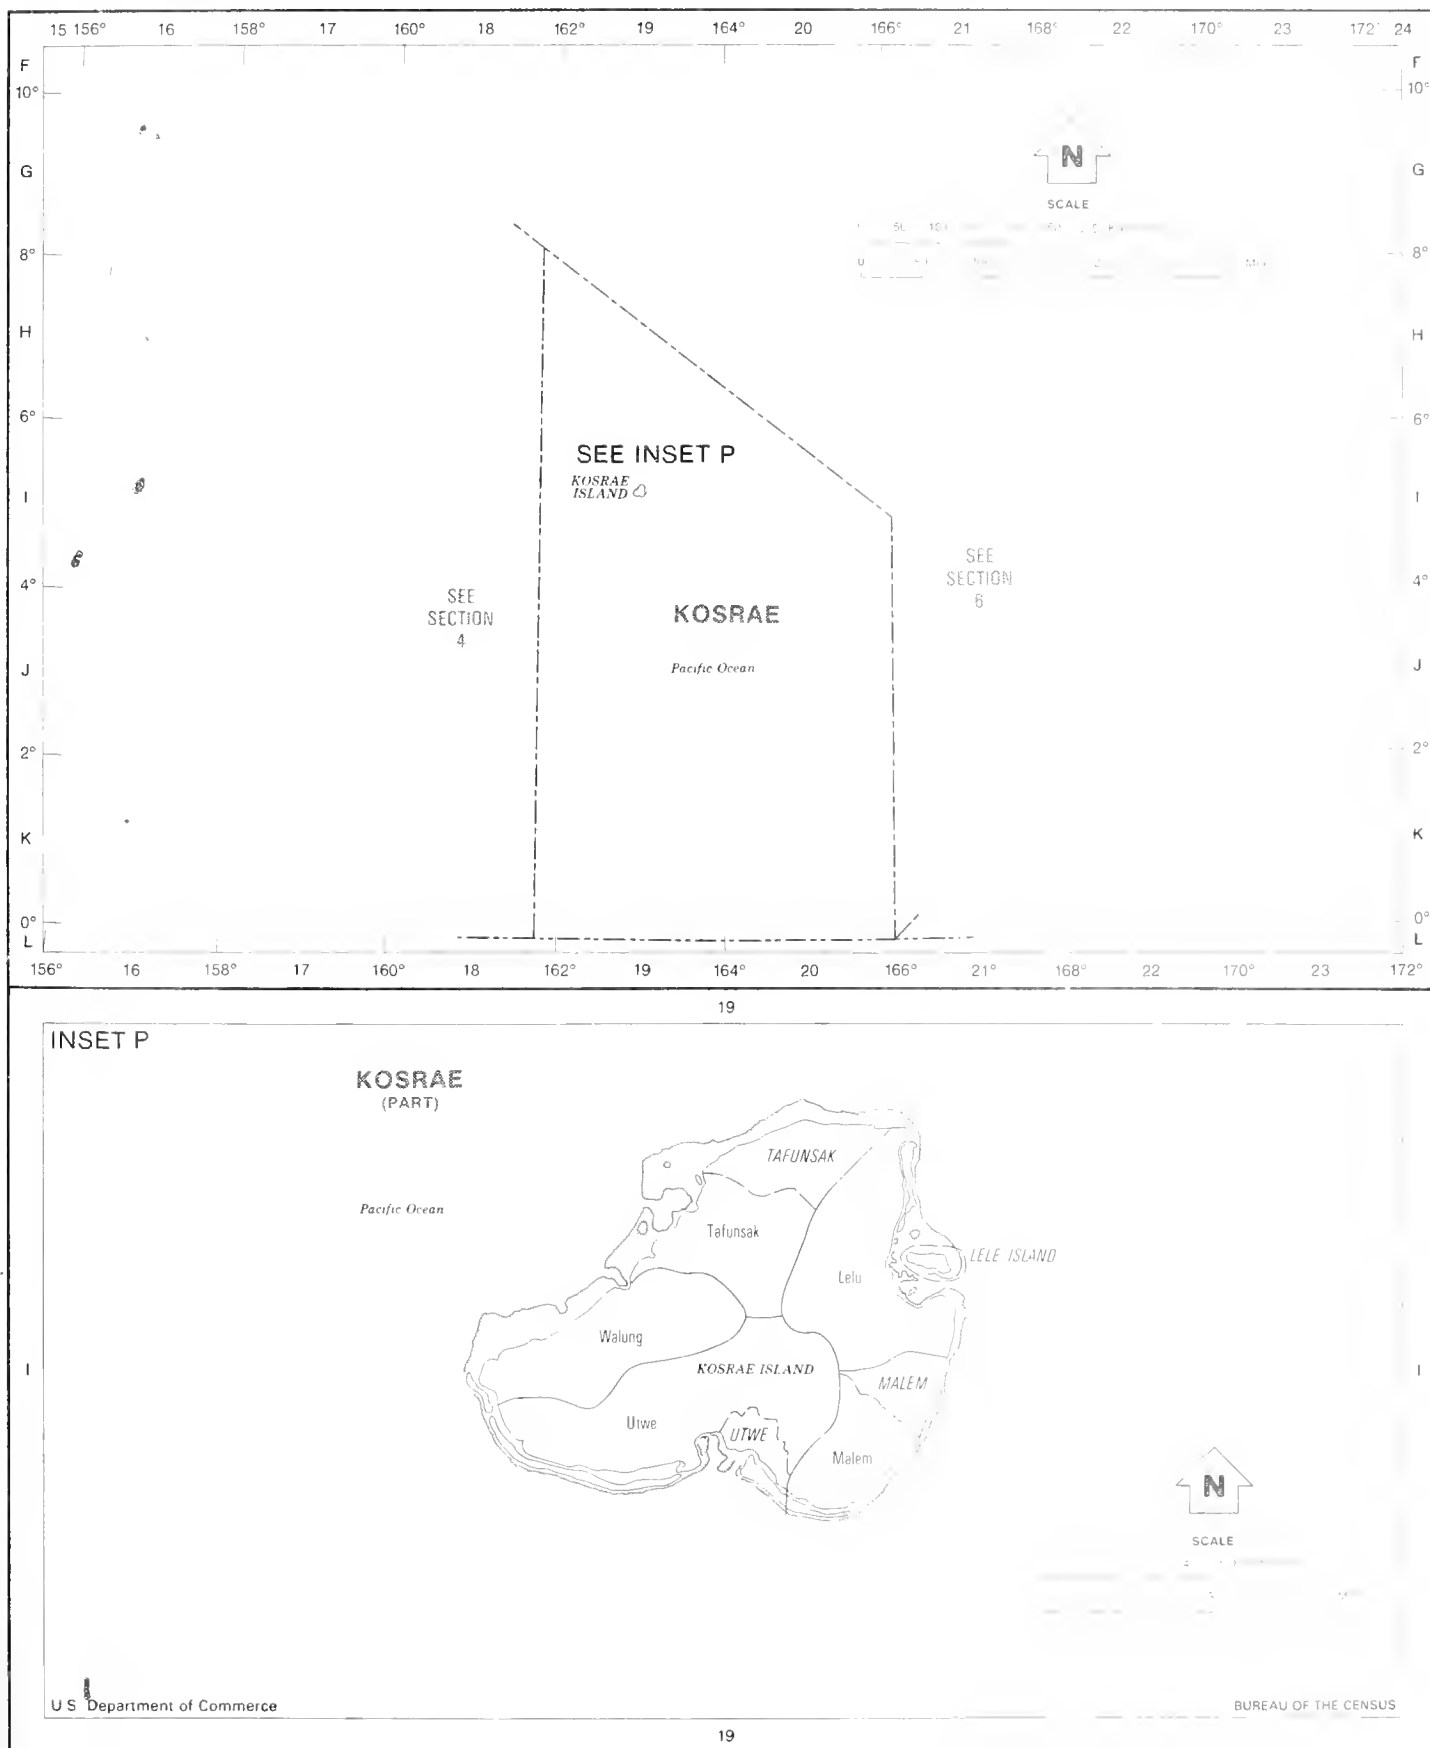 15 156° 16 158° 17 160° 18 162° 19 164° 20 166° 21 168° 22 170° 23 172° 24
F F
10° 10°
G G
N
SCALE
50
8° 8°
0
H H
6° 6°
SEE INSET P
KOSRAE
ISLAND
I I
SEE
SECTION
6
4° 4°
SEE
SECTION
4
KOSRAE
Pacific Ocean
J J
2° 2°
K K
0° 0°
L L
156° 16 158° 17 160° 18 162° 19 164° 20 166° 21° 168° 22 170° 23 172°
19
INSET P
KOSRAE
(PART)
TAFUNSAK
Pacific Ocean
Tafunsak
LELE ISLAND
Lelu
Walung
KOSRAE ISLAND
I I
MALEM
Utwe
UTWE
Malem
N
SCALE
U S Department of Commerce
BUREAU OF THE CENSUS
19